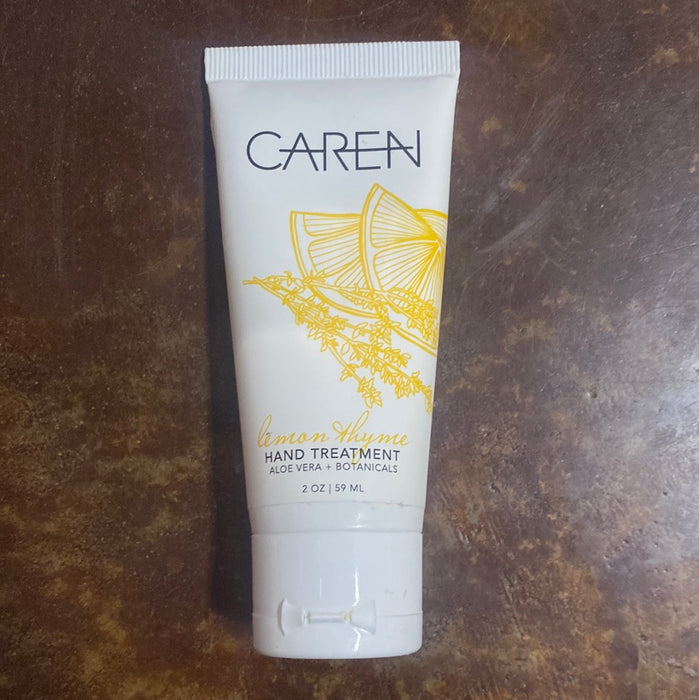 CAREN
lemon thyme
HAND TREATMENT
ALOE VERA + BOTANICALS
2 OZ | 59 ML